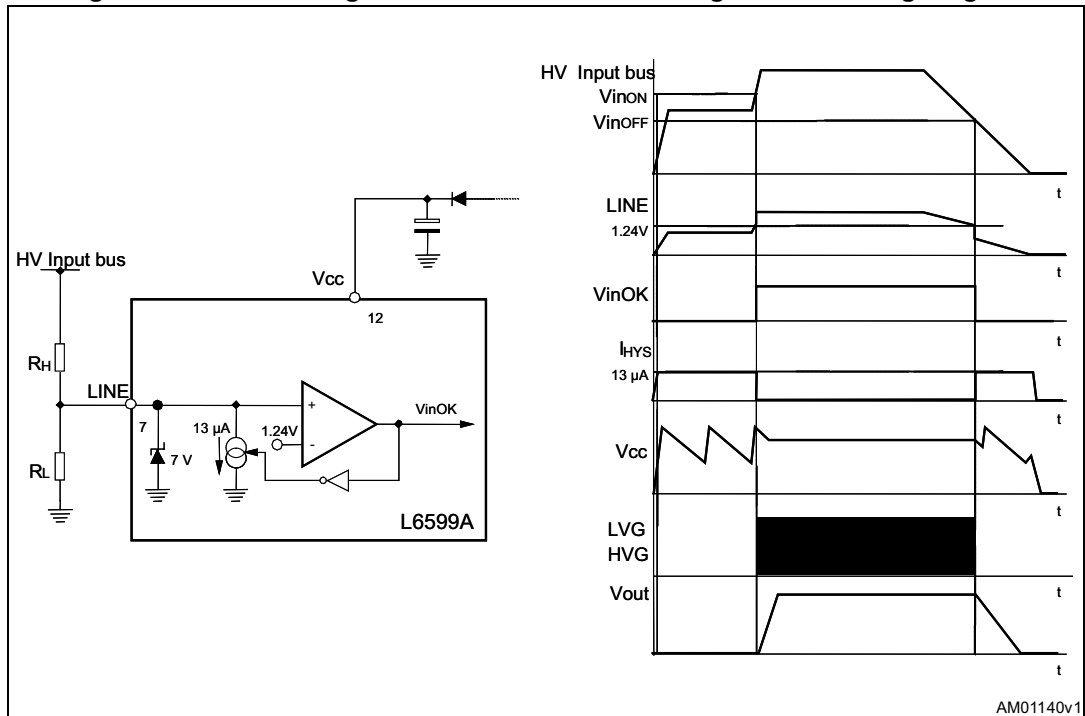 HV Input bus
VinON
VinOFF
t
LINE
1.24V
t
VinOK
t
IHYS
13 µA
t
Vcc
t
LVG
HVG
t
Vout
t
HV Input bus
RH
RL
LINE
7
7 V
13 µA
1.24V
+
-
VinOK
Vcc
12
L6599A
AM01140v1